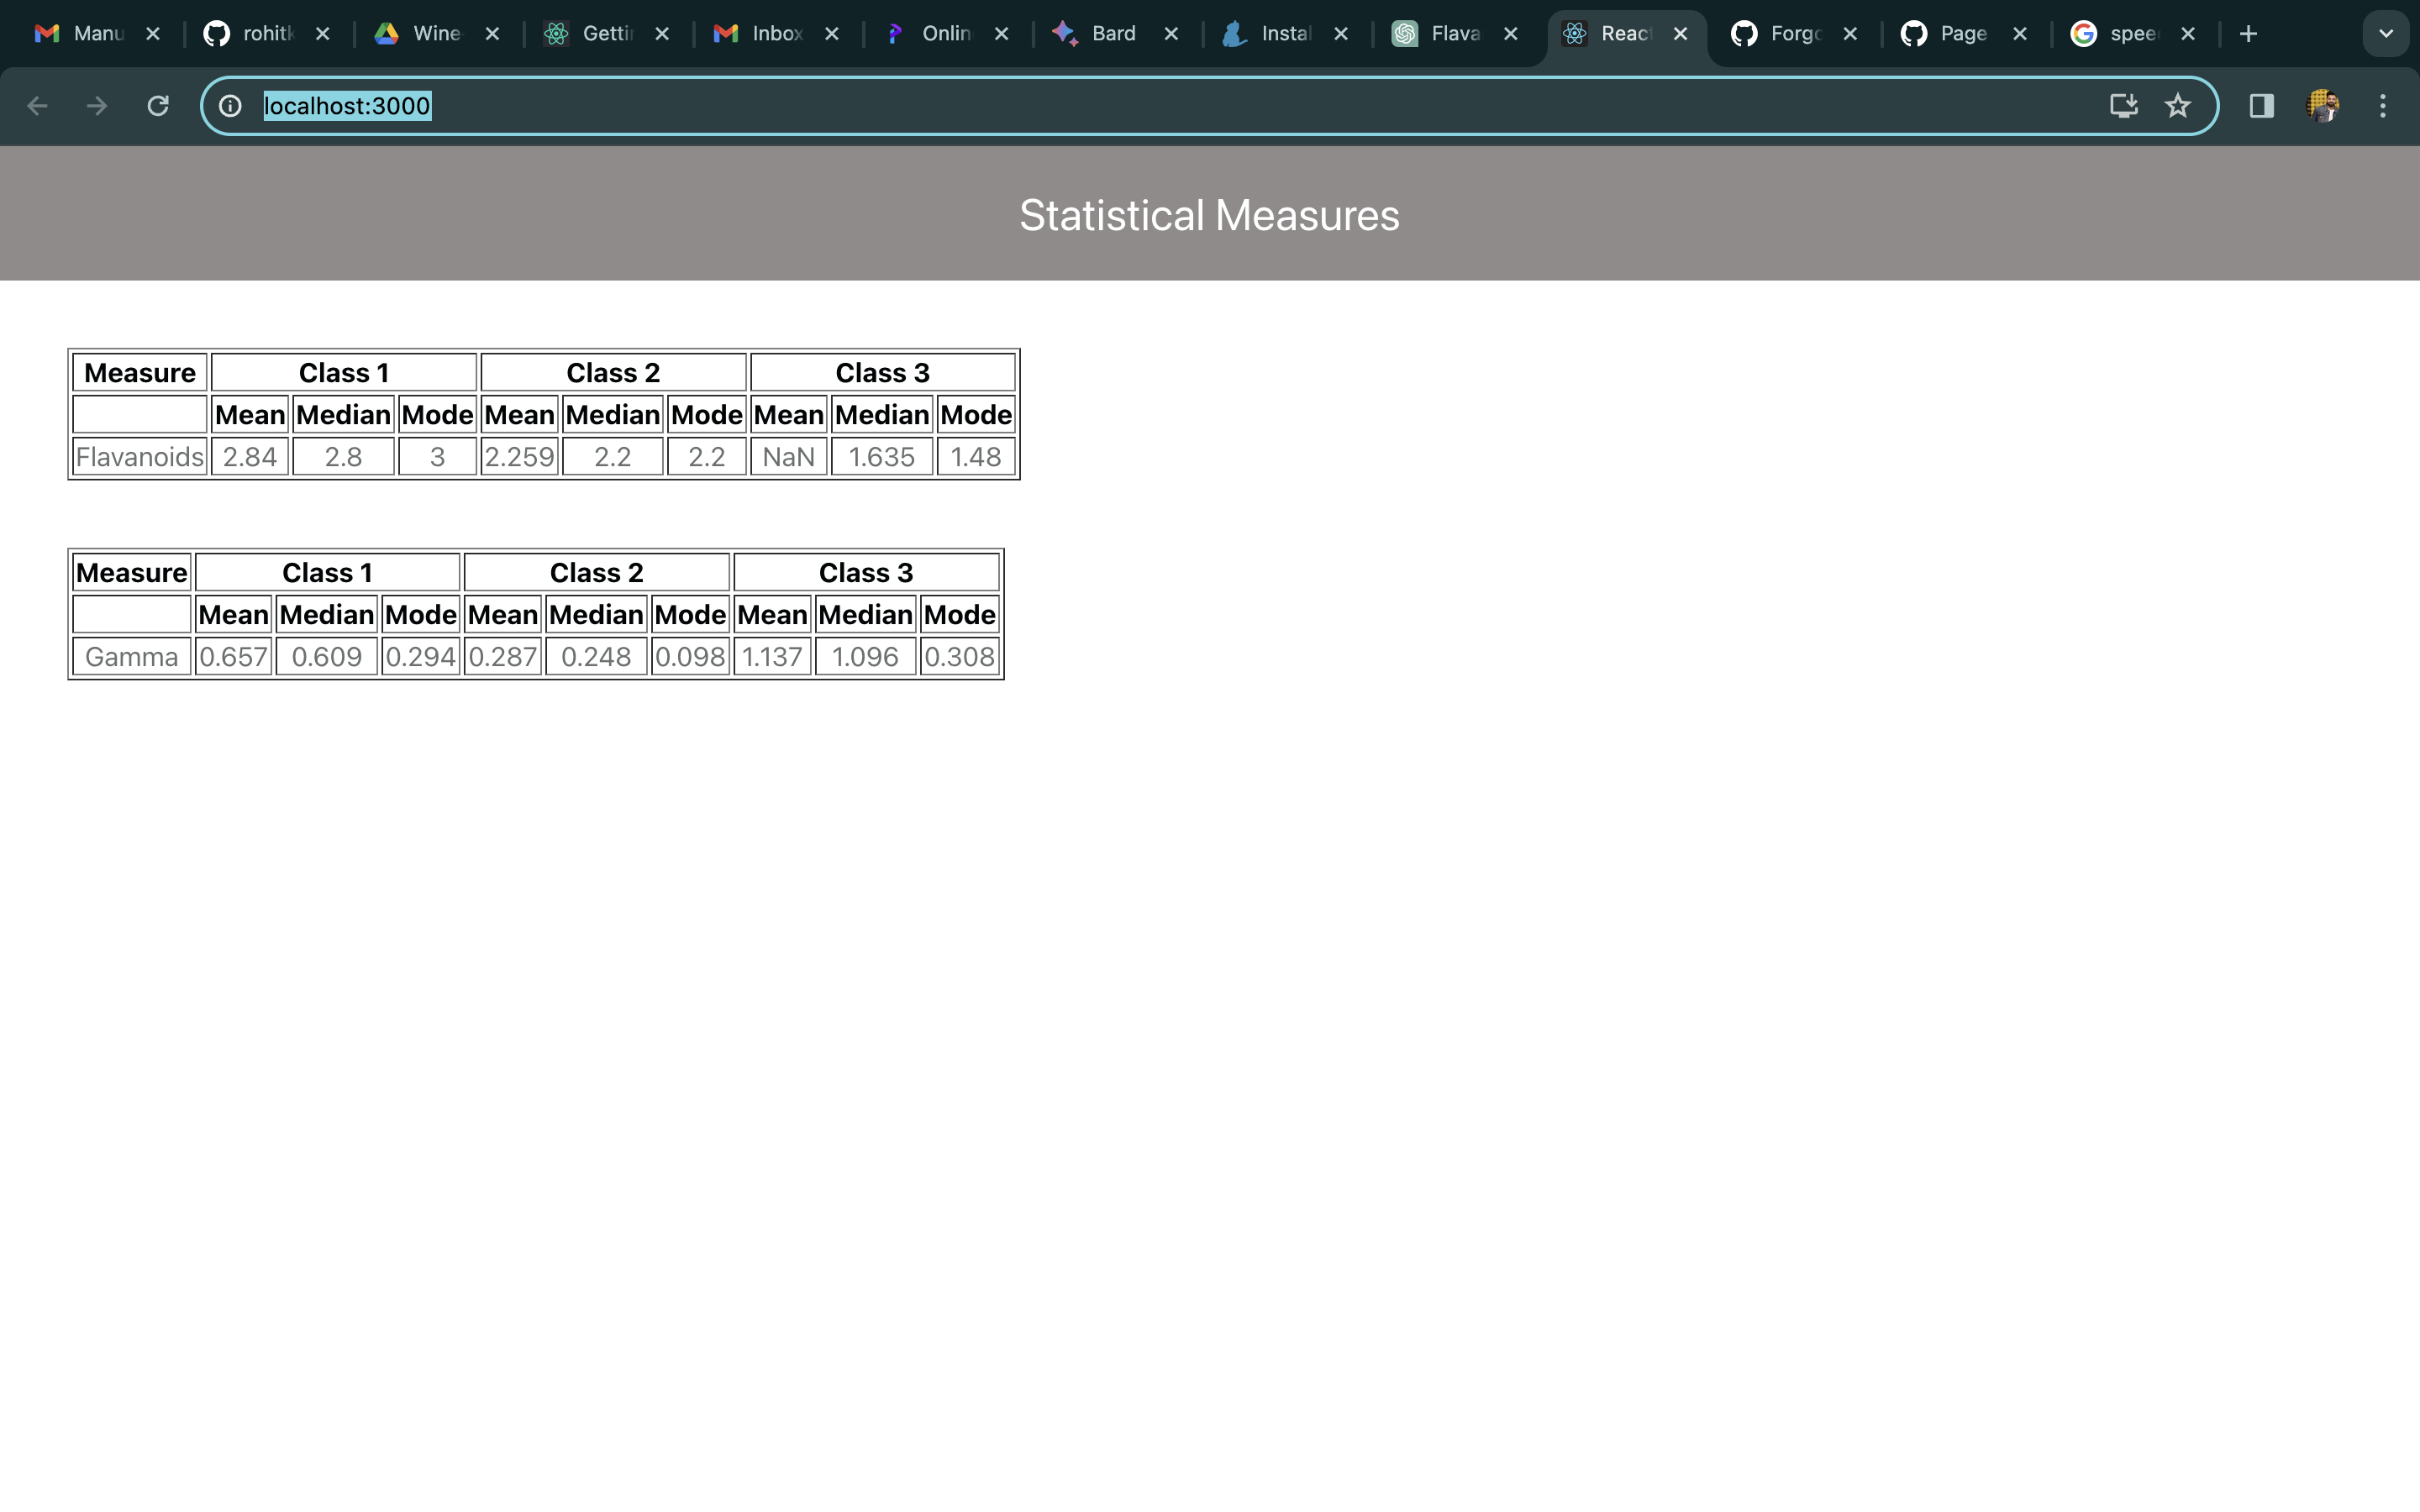 Manu rohitk Wine- Gettin Inbox Onlin Bard Instal Flava React Forgo Page speed
localhost:3000
Statistical Measures
Measure Class 1 Class 2 Class 3
Mean Median Mode Mean Median Mode Mean Median Mode
Flavanoids 2.84 2.8 3 2.259 2.2 2.2 NaN 1.635 1.48
Measure Class 1 Class 2 Class 3
Mean Median Mode Mean Median Mode Mean Median Mode
Gamma 0.657 0.609 0.294 0.287 0.248 0.098 1.137 1.096 0.308